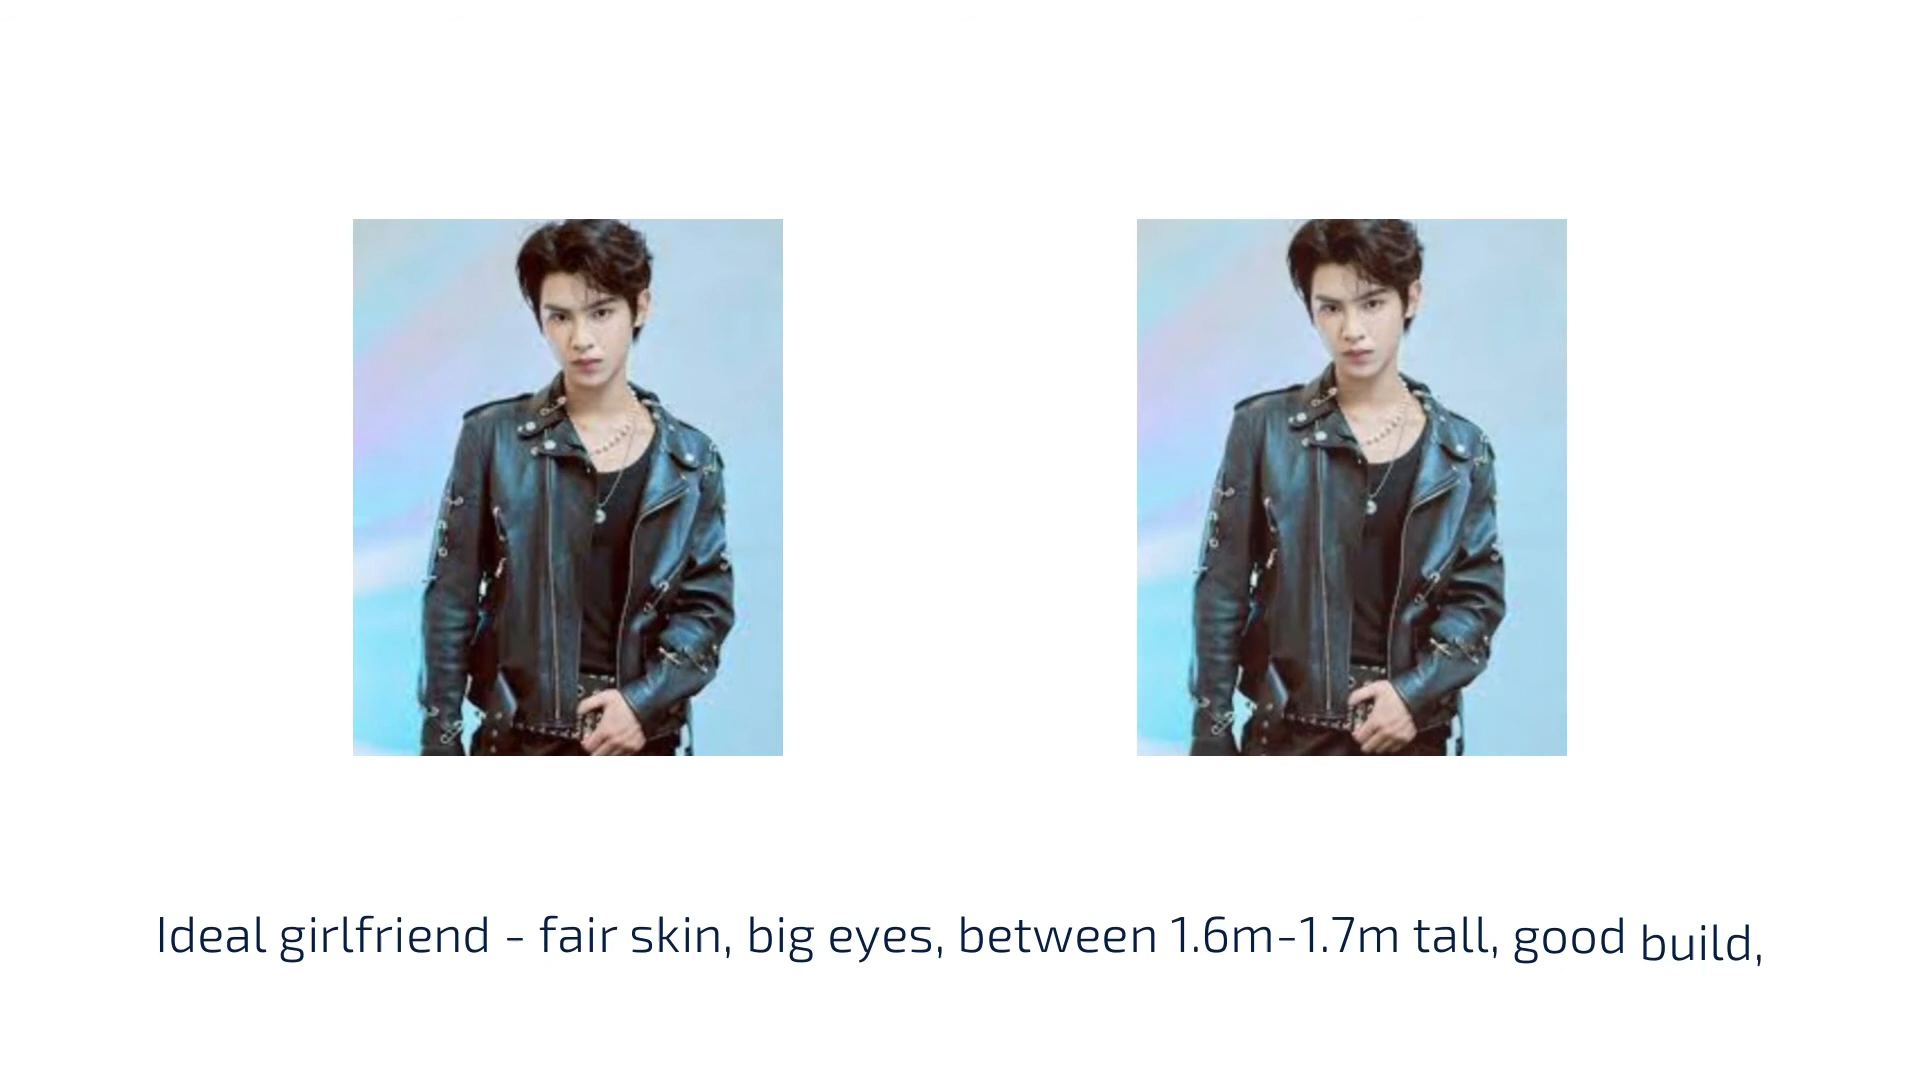 Ideal girlfriend - fair skin, big eyes, between 1.6m-1.7m tall, good build,